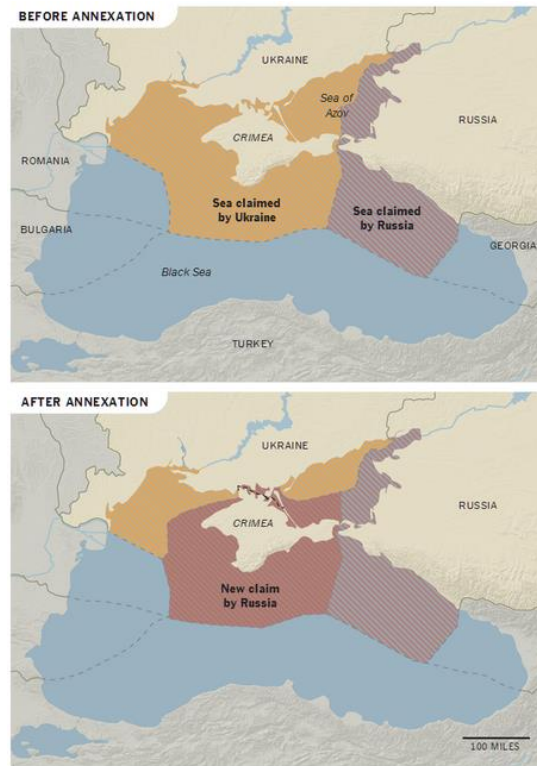 BEFORE ANNEXATION
UKRAINE
Sea of
Azov
CRIMEA
RUSSIA
ROMANIA
Sea claimed
by Ukraine
Sea claimed
by Russia
BULGARIA
GEORGIA
Black Sea
TURKEY
AFTER ANNEXATION
UKRAINE
CRIMEA
RUSSIA
New claim
by Russia
100 MILES